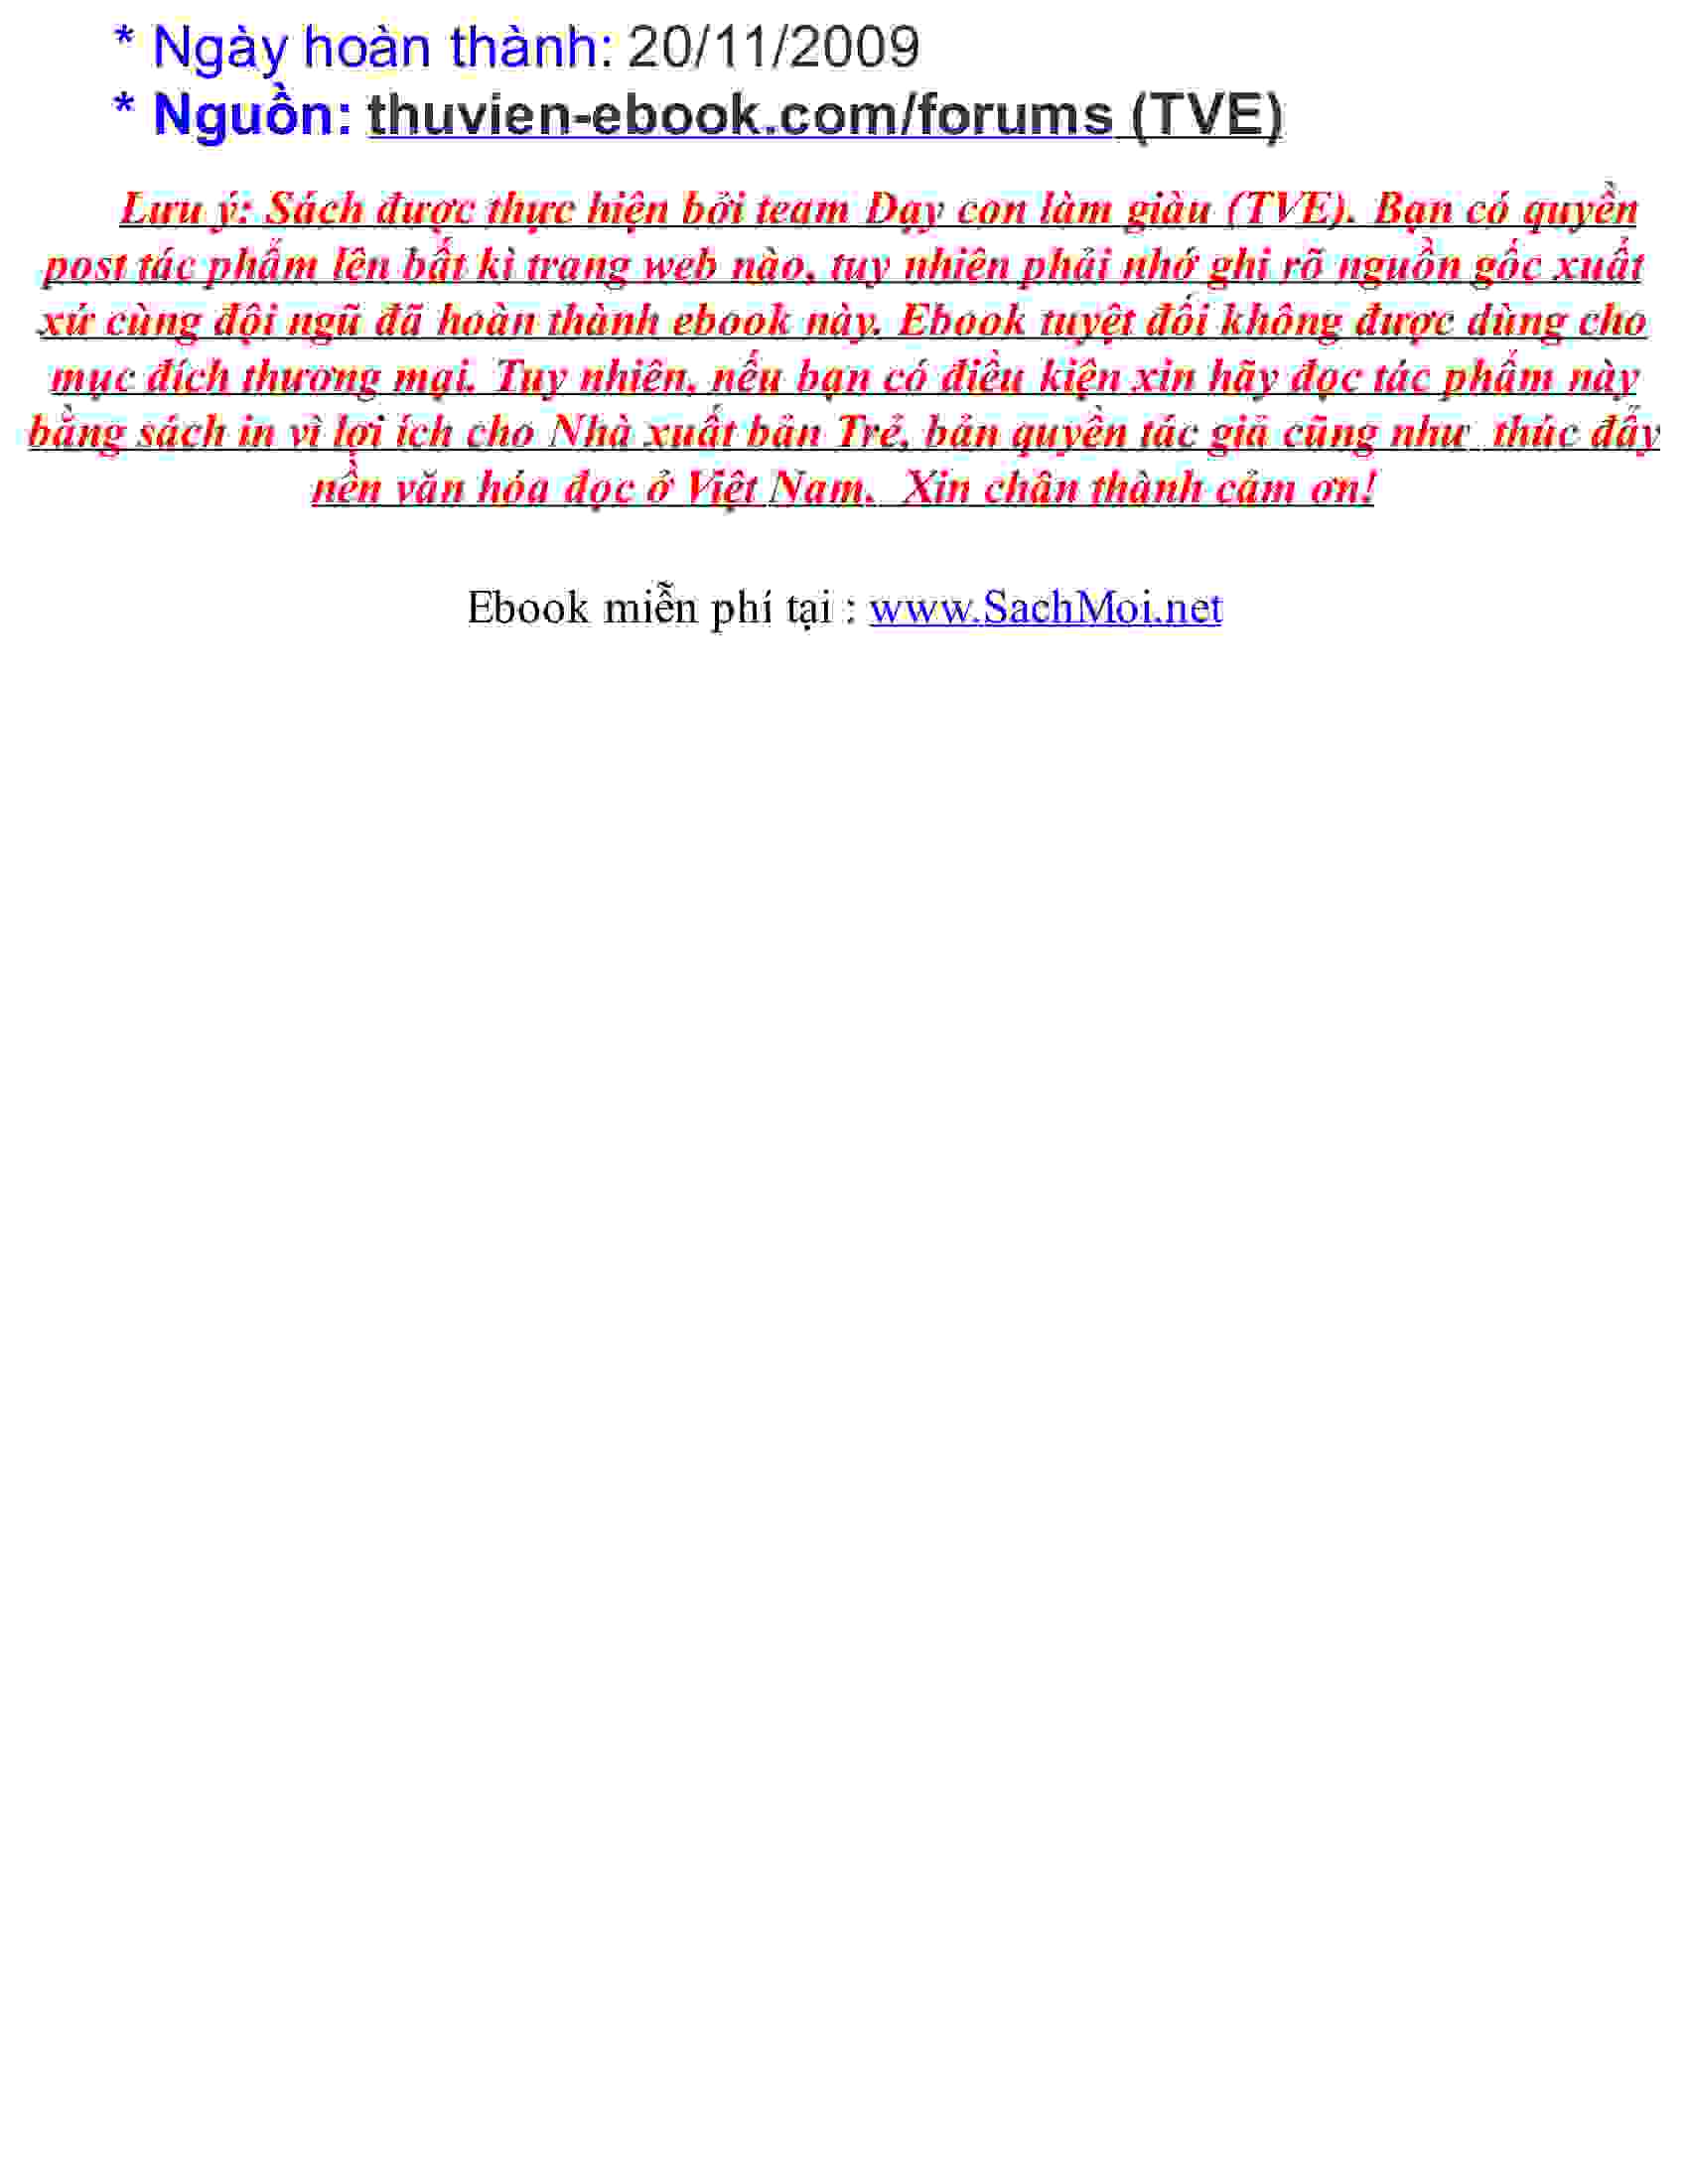 * Ngày hoàn thành: 20/11/2009
* Nguồn: thuvien-ebook.com/forums (TVE)
Lưu ý: Sách được thực hiện bởi team Dạy con làm giàu (TVE). Bạn có quyền
post tác phẩm lên bất kì trang web nào, tuy nhiên phải nhớ ghi rõ nguồn gốc xuất
xứ cùng đội ngũ đã hoàn thành ebook này. Ebook tuyệt đối không được dùng cho
mục đích thương mại. Tuy nhiên, nếu bạn có điều kiện xin hãy đọc tác phẩm này
bằng sách in vì lợi ích cho Nhà xuất bản Trẻ, bản quyền tác giả cũng như  thúc đẩy
nền văn hóa đọc ở Việt Nam.  Xin chân thành cảm ơn!
Ebook miễn phí tại : www.SachMoi.net